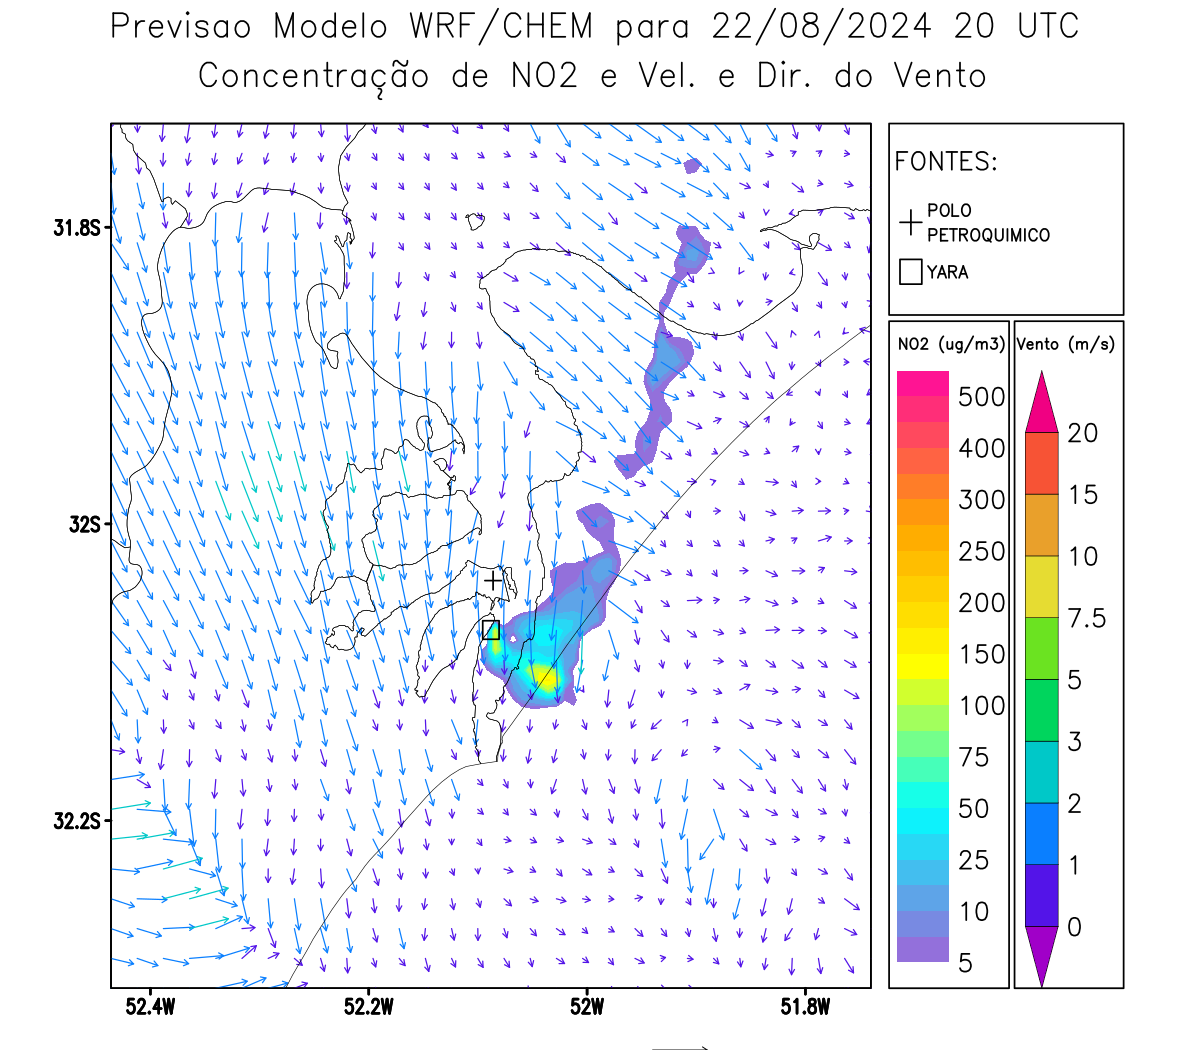 Previsao Modelo WRF/CHEM para 22/08/2024 20 UTC
Concentração de NO2 e Vel. e Dir. do Vento
FONTES:
POLO
PETROQUIMICO
YARA
NO2 (ug/m3)
500
400
300
250
200
150
100
75
50
25
10
5
Vento (m/s)
20
15
10
7.5
5
3
2
1
0
31.8S
32S
32.2S
52.4W
52.2W
52W
51.8W